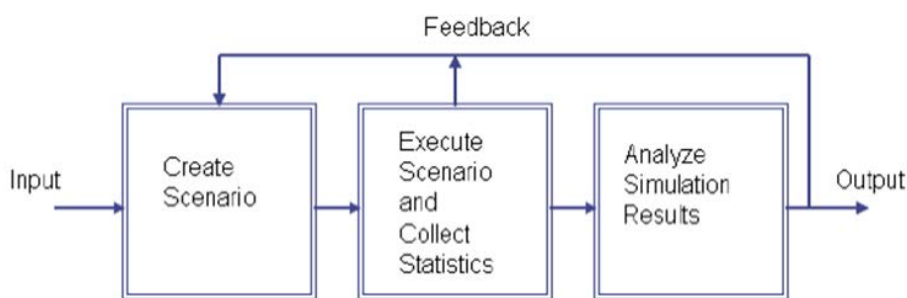 Feedback
Input
Create
Scenario
Execute
Scenario
and
Collect
Statistics
Analyze
Simulation
Results
Output